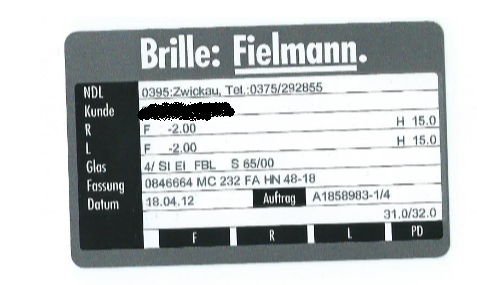 Brille: Fielmann.
NDL 0395:Zwickau, Tel.:0375/292855
Kunde
R F -2.00 H 15.0
L F -2.00 H 15.0
Glas 4/ SI EI FBL S 65/00
Fassung 0846664 MC 232 FA HN 48-18
Datum 18.04.12 Auftrag A1858983-1/4
31.0/32.0
F R L PD